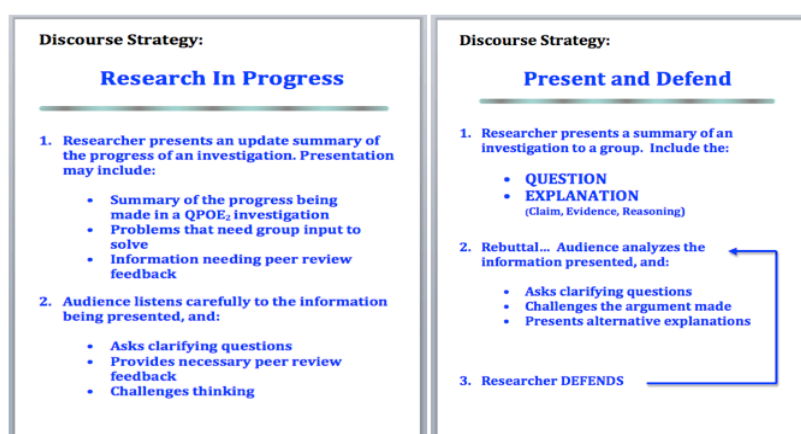 Discourse Strategy:
Research In Progress
1. Researcher presents an update summary of
the progress of an investigation. Presentation
may include:
• Summary of the progress being
made in a QPOE₂ investigation
• Problems that need group input to
solve
• Information needing peer review
feedback
2. Audience listens carefully to the information
being presented, and:
• Asks clarifying questions
• Provides necessary peer review
feedback
• Challenges thinking
Discourse Strategy:
Present and Defend
1. Researcher presents a summary of an
investigation to a group. Include the:
• QUESTION
• EXPLANATION
(Claim, Evidence, Reasoning)
2. Rebuttal... Audience analyzes the
information presented, and:
• Asks clarifying questions
• Challenges the argument made
• Presents alternative explanations
3. Researcher DEFENDS